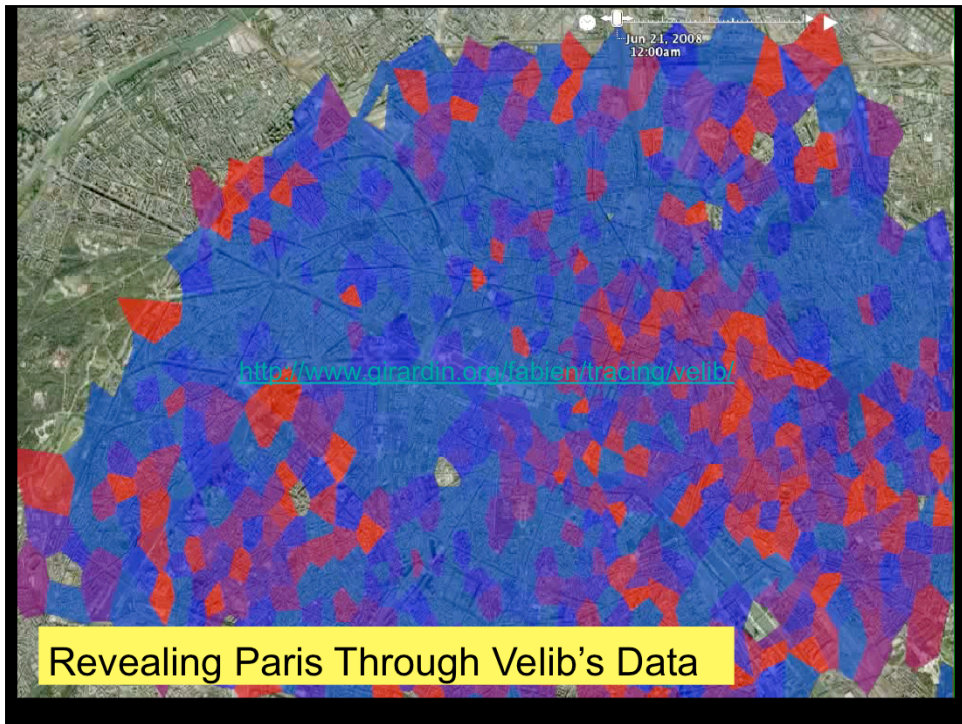 Jun 21, 2008
12:00am
http://www.girardin.org/fabien/tracing/velib/
Revealing Paris Through Velib’s Data